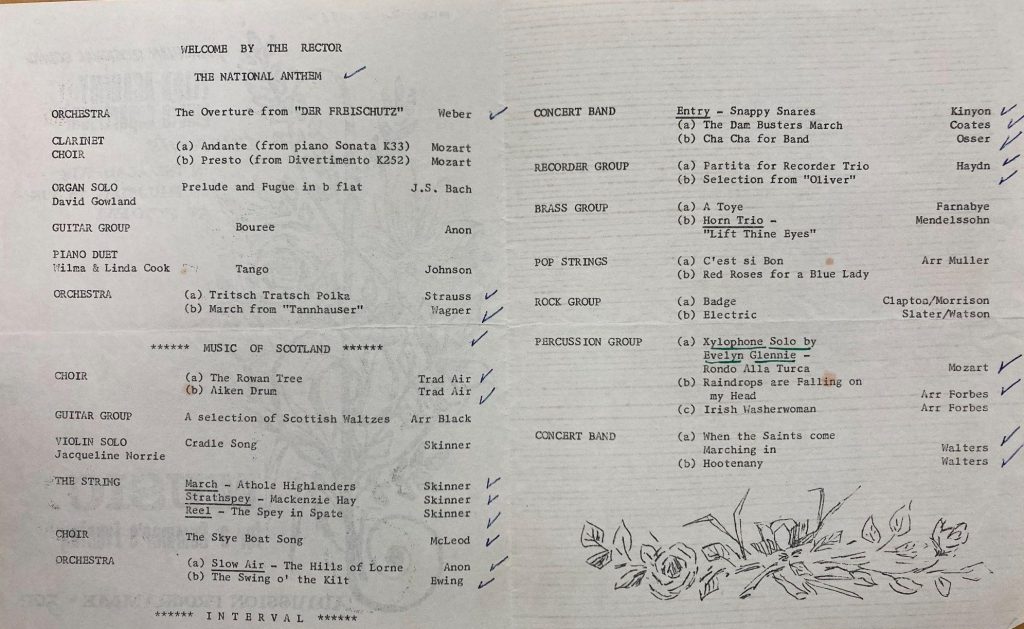 WELCOME BY THE RECTOR
THE NATIONAL ANTHEM
ORCHESTRA The Overture from "DER FREISCHUTZ" Weber
CLARINET
CHOIR
(a) Andante (from piano Sonata K33) Mozart
(b) Presto (from Divertimento K252) Mozart
ORGAN SOLO Prelude and Fugue in b flat J.S. Bach
David Gowland
GUITAR GROUP Bouree Anon
PIANO DUET
Wilma & Linda Cook Tango Johnson
ORCHESTRA (a) Tritsch Tratsch Polka Strauss
(b) March from "Tannhauser" Wagner
****** MUSIC OF SCOTLAND ******
CHOIR (a) The Rowan Tree Trad Air
(b) Aiken Drum Trad Air
GUITAR GROUP A selection of Scottish Waltzes Arr Black
VIOLIN SOLO Cradle Song Skinner
Jacqueline Norrie
THE STRING March - Athole Highlanders Skinner
Strathspey - Mackenzie Hay Skinner
Reel - The Spey in Spate Skinner
CHOIR The Skye Boat Song McLeod
ORCHESTRA (a) Slow Air - The Hills of Lorne Anon
(b) The Swing o' the Kilt Ewing
****** INTERVAL ******
CONCERT BAND Entry - Snappy Snares Kinyon
(a) The Dam Busters March Coates
(b) Cha Cha for Band Osser
RECORDER GROUP (a) Partita for Recorder Trio Haydn
(b) Selection from "Oliver"
BRASS GROUP (a) A Toye Farnabye
(b) Horn Trio - Mendelssohn
"Lift Thine Eyes"
POP STRINGS (a) C'est si Bon Arr Muller
(b) Red Roses for a Blue Lady
ROCK GROUP (a) Badge Clapton/Morrison
(b) Electric Slater/Watson
PERCUSSION GROUP (a) Xylophone Solo by
Evelyn Glennie -
Rondo Alla Turca Mozart
(b) Raindrops are Falling on
my Head Arr Forbes
(c) Irish Washerwoman Arr Forbes
CONCERT BAND (a) When the Saints come
Marching in Walters
(b) Hootenany Walters